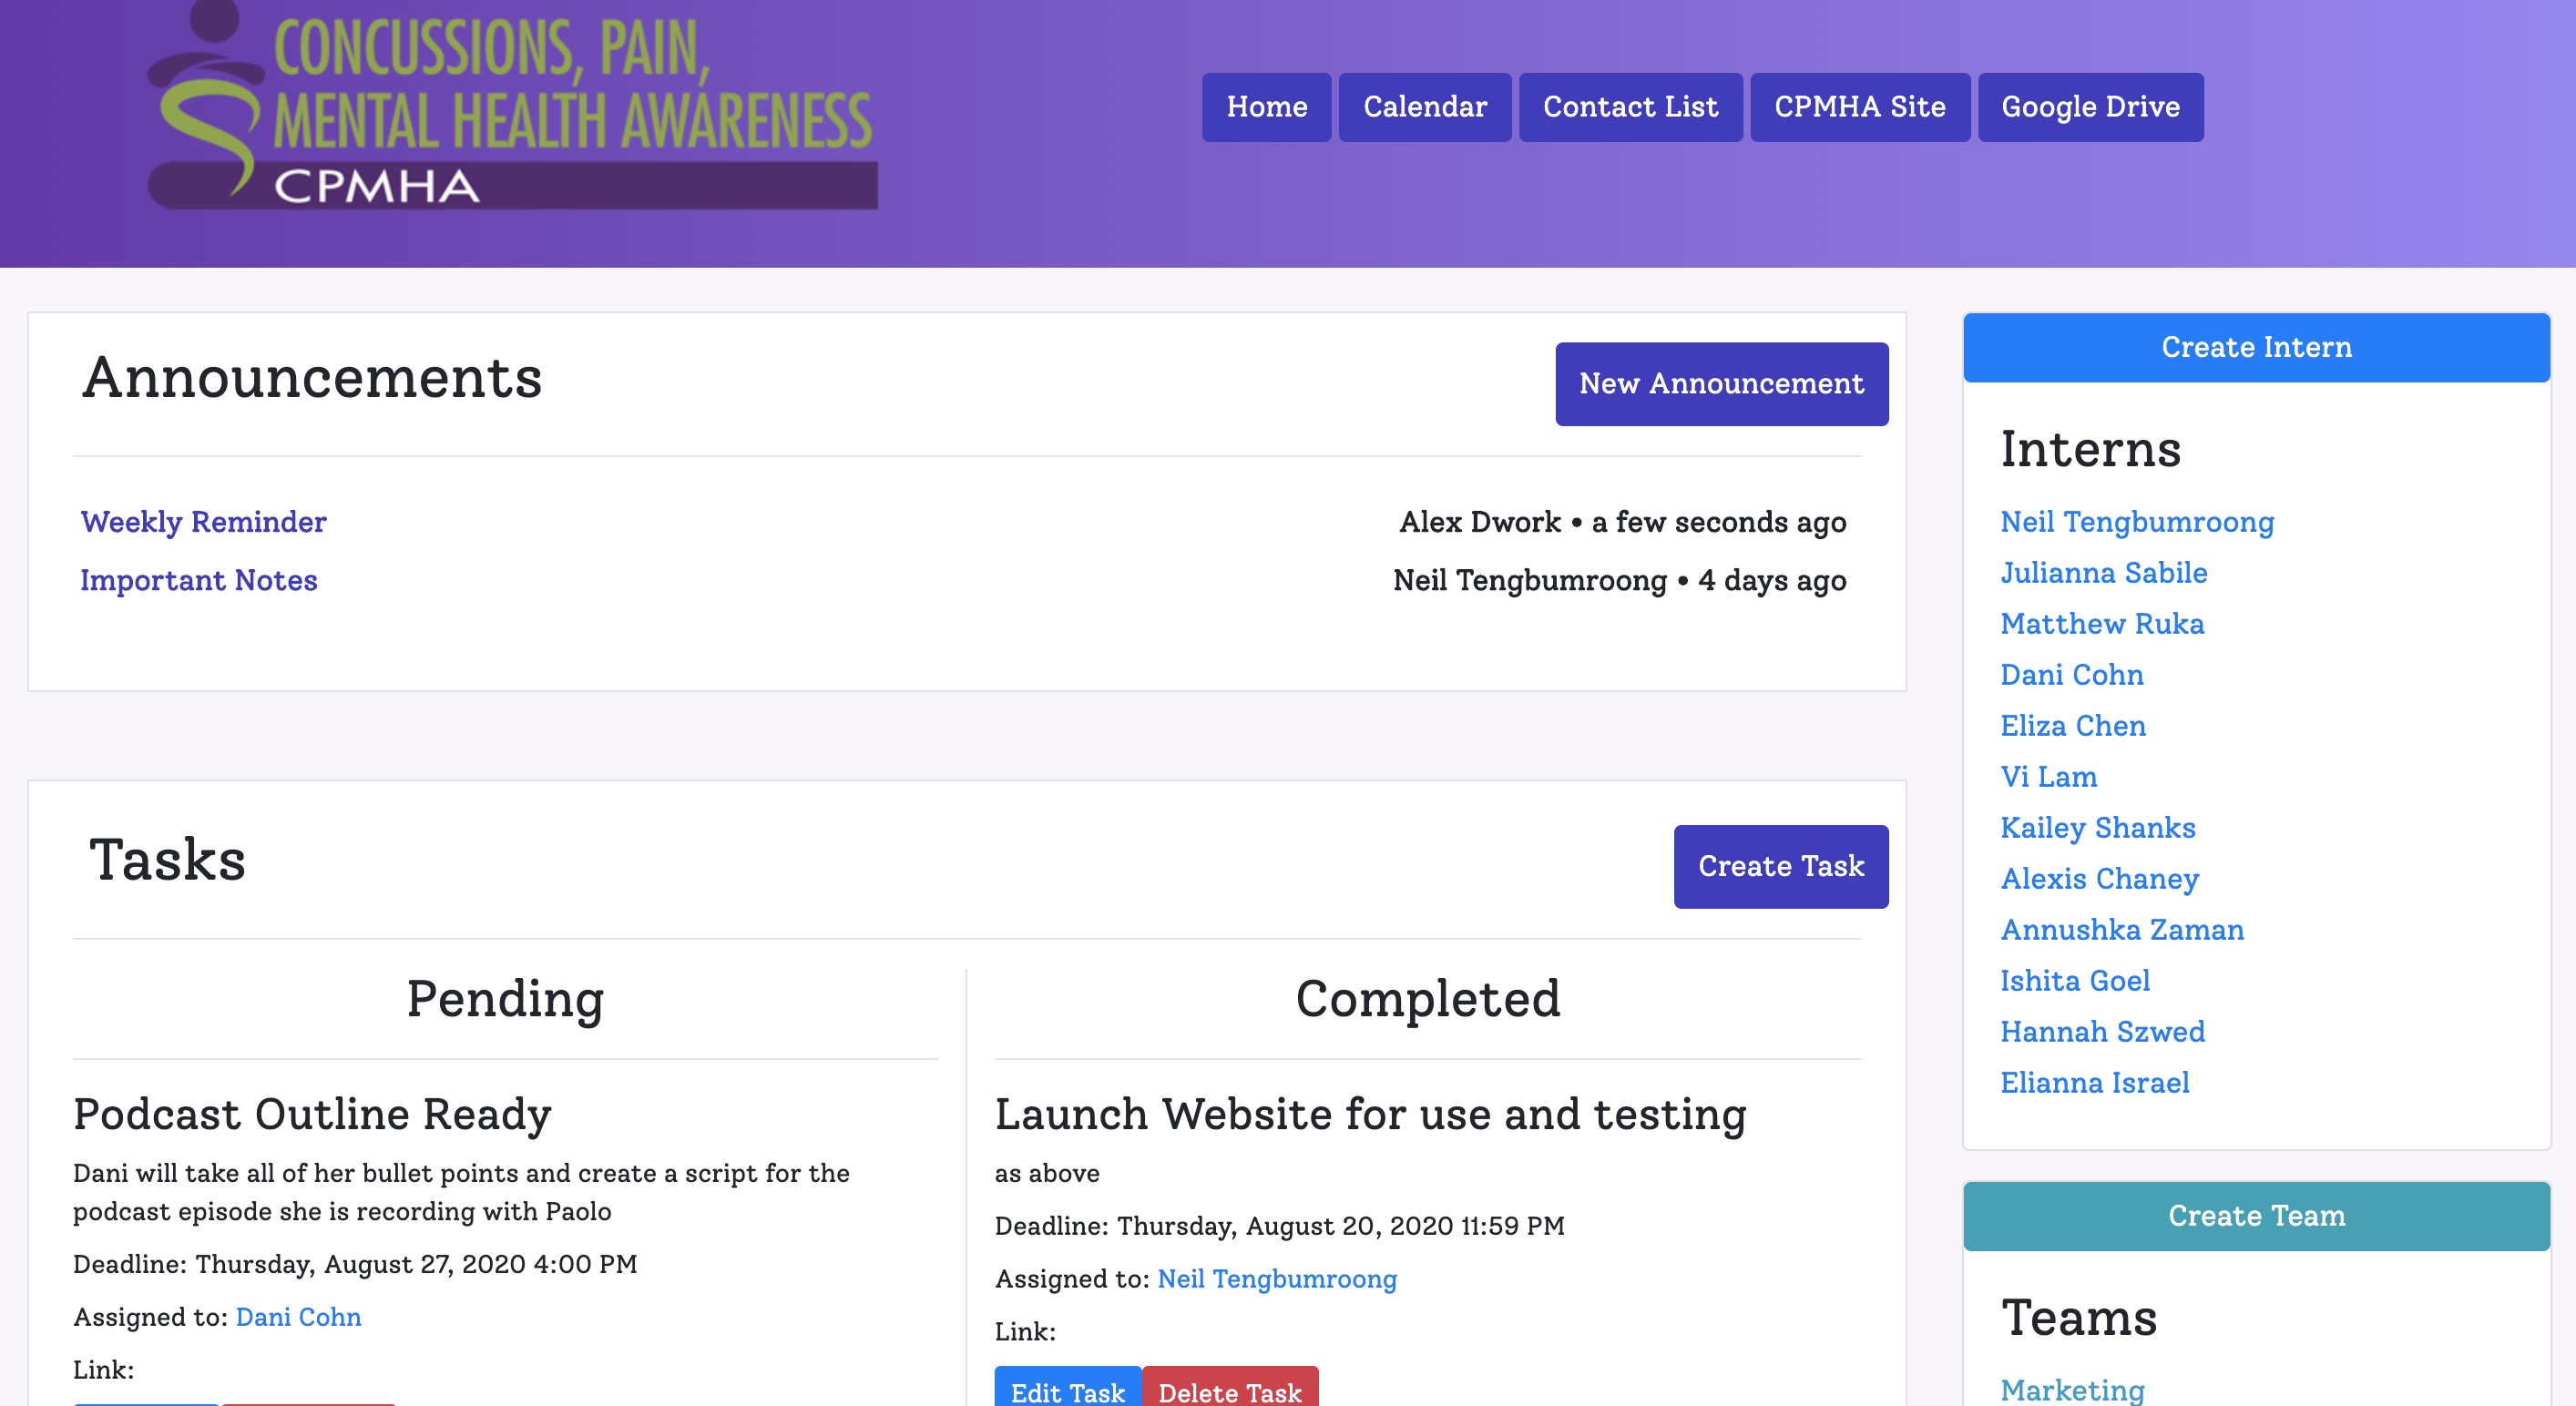 CONCUSSIONS, PAIN,
MENTAL HEALTH AWARENESS
CPMHA
Home Calendar Contact List CPMHA Site Google Drive
Announcements
New Announcement
Weekly Reminder
Alex Dwork • a few seconds ago
Important Notes
Neil Tengbumroong • 4 days ago
Tasks
Create Task
Pending
Podcast Outline Ready
Dani will take all of her bullet points and create a script for the
podcast episode she is recording with Paolo
Deadline: Thursday, August 27, 2020 4:00 PM
Assigned to: Dani Cohn
Link:
Completed
Launch Website for use and testing
as above
Deadline: Thursday, August 20, 2020 11:59 PM
Assigned to: Neil Tengbumroong
Link:
Edit Task Delete Task
Create Intern
Interns
Neil Tengbumroong
Julianna Sabile
Matthew Ruka
Dani Cohn
Eliza Chen
Vi Lam
Kailey Shanks
Alexis Chaney
Annushka Zaman
Ishita Goel
Hannah Szwed
Elianna Israel
Create Team
Teams
Marketing